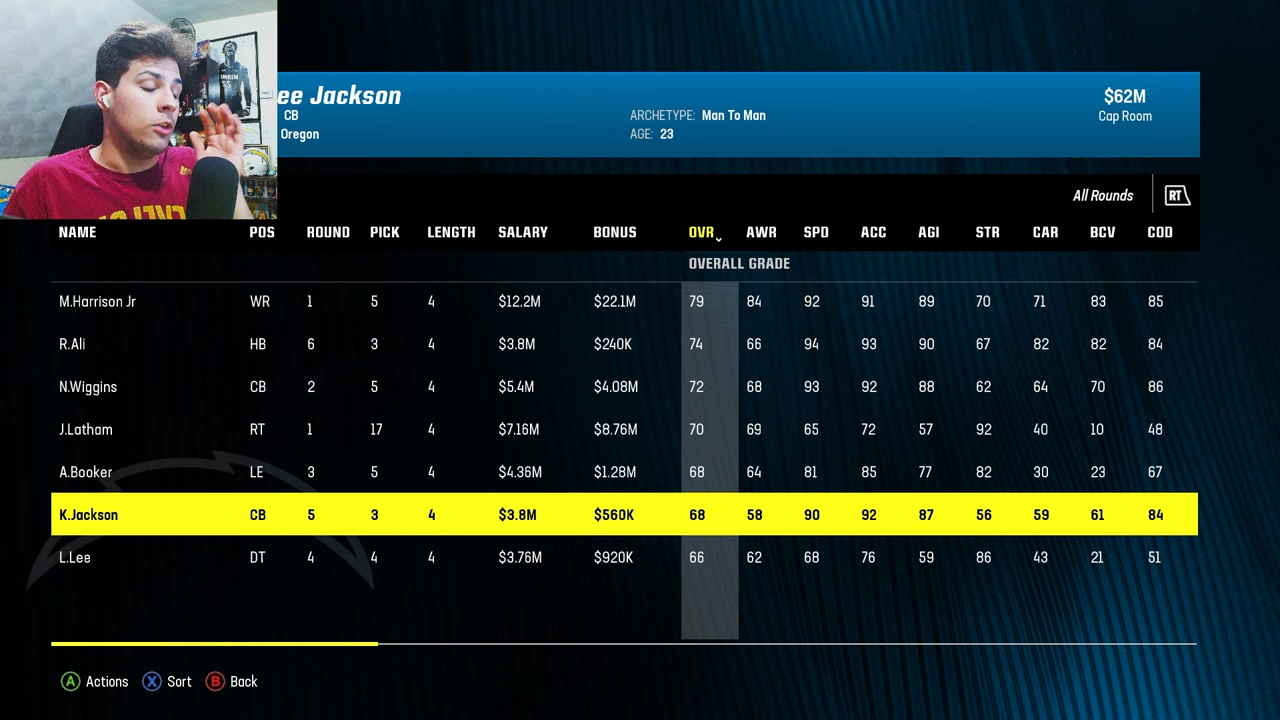 ee Jackson
CB
Oregon
ARCHETYPE: Man To Man
AGE: 23
$62M
Cap Room
All Rounds RT
NAME POS ROUND PICK LENGTH SALARY BONUS OVR AWR SPD ACC AGI STR CAR BCV COD
OVERALL GRADE
M.Harrison Jr WR 1 5 4 $12.2M $22.1M 79 84 92 91 89 70 71 83 85
R.Ali HB 6 3 4 $3.8M $240K 74 66 94 93 90 67 82 82 84
N.Wiggins CB 2 5 4 $5.4M $4.08M 72 68 93 92 88 62 64 70 86
J.Latham RT 1 17 4 $7.16M $8.76M 70 69 65 72 57 92 40 10 48
A.Booker LE 3 5 4 $4.36M $1.28M 68 64 81 85 77 82 30 23 67
K.Jackson CB 5 3 4 $3.8M $560K 68 58 90 92 87 56 59 61 84
L.Lee DT 4 4 4 $3.76M $920K 66 62 68 76 59 86 43 21 51
A Actions X Sort B Back